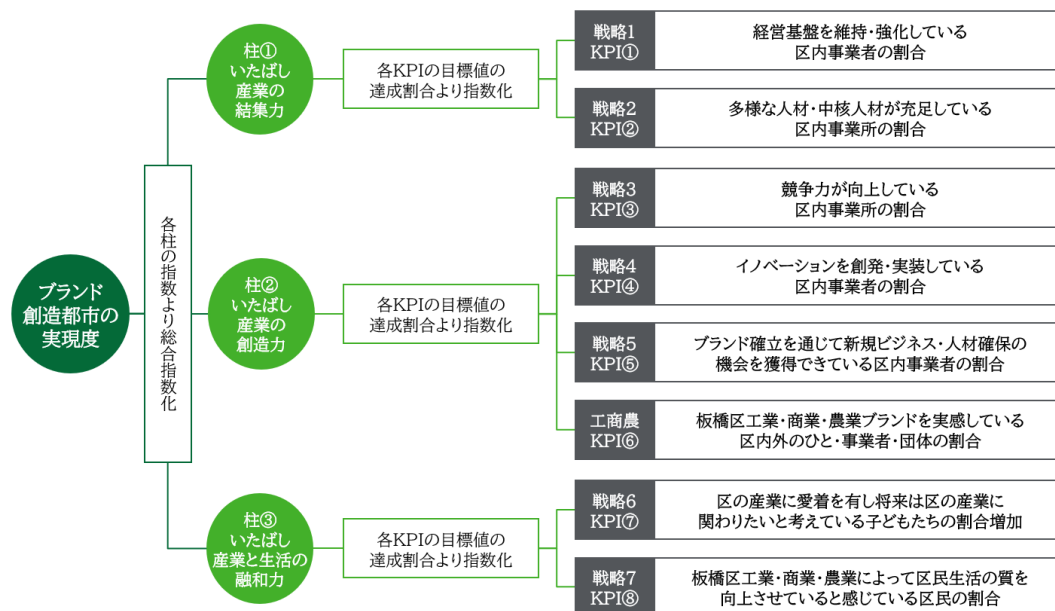 ブランド
創造都市の
実現度
各柱の指数より総合指数化
柱①
いたばし
産業の
結集力
各KPIの目標値の
達成割合より指数化
戦略1
KPI①
経営基盤を維持・強化している
区内事業者の割合
戦略2
KPI②
多様な人材・中核人材が充足している
区内事業所の割合
柱②
いたばし
産業の
創造力
各KPIの目標値の
達成割合より指数化
戦略3
KPI③
競争力が向上している
区内事業所の割合
戦略4
KPI④
イノベーションを創発・実装している
区内事業者の割合
戦略5
KPI⑤
ブランド確立を通じて新規ビジネス・人材確保の
機会を獲得できている区内事業者の割合
工商農
KPI⑥
板橋区工業・商業・農業ブランドを実感している
区内外のひと・事業者・団体の割合
柱③
いたばし
産業と生活の
融和力
各KPIの目標値の
達成割合より指数化
戦略6
KPI⑦
区の産業に愛着を有し将来は区の産業に
関わりたいと考えている子どもたちの割合増加
戦略7
KPI⑧
板橋区工業・商業・農業によって区民生活の質を
向上させていると感じている区民の割合